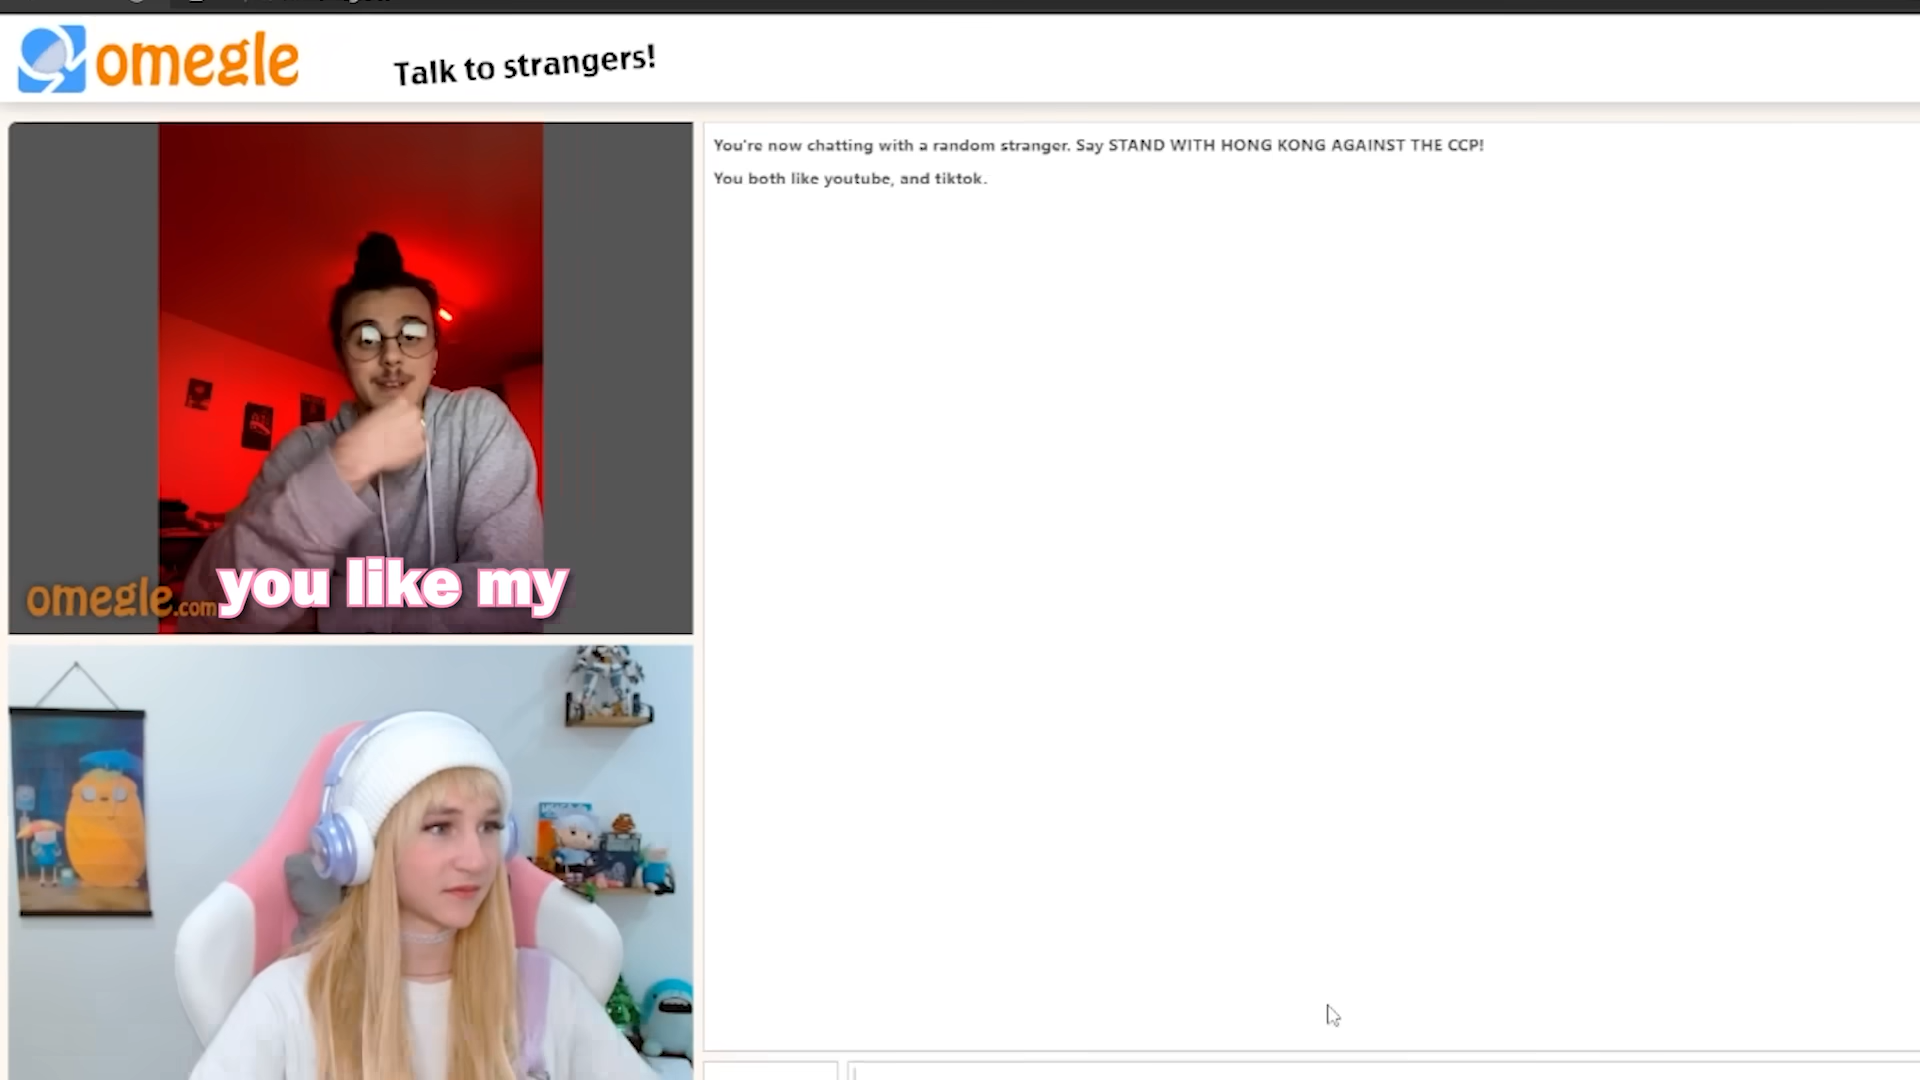 omegle
Talk to strangers!
You're now chatting with a random stranger. Say STAND WITH HONG KONG AGAINST THE CCP!
You both like youtube, and tiktok.
you like my
omegle.com